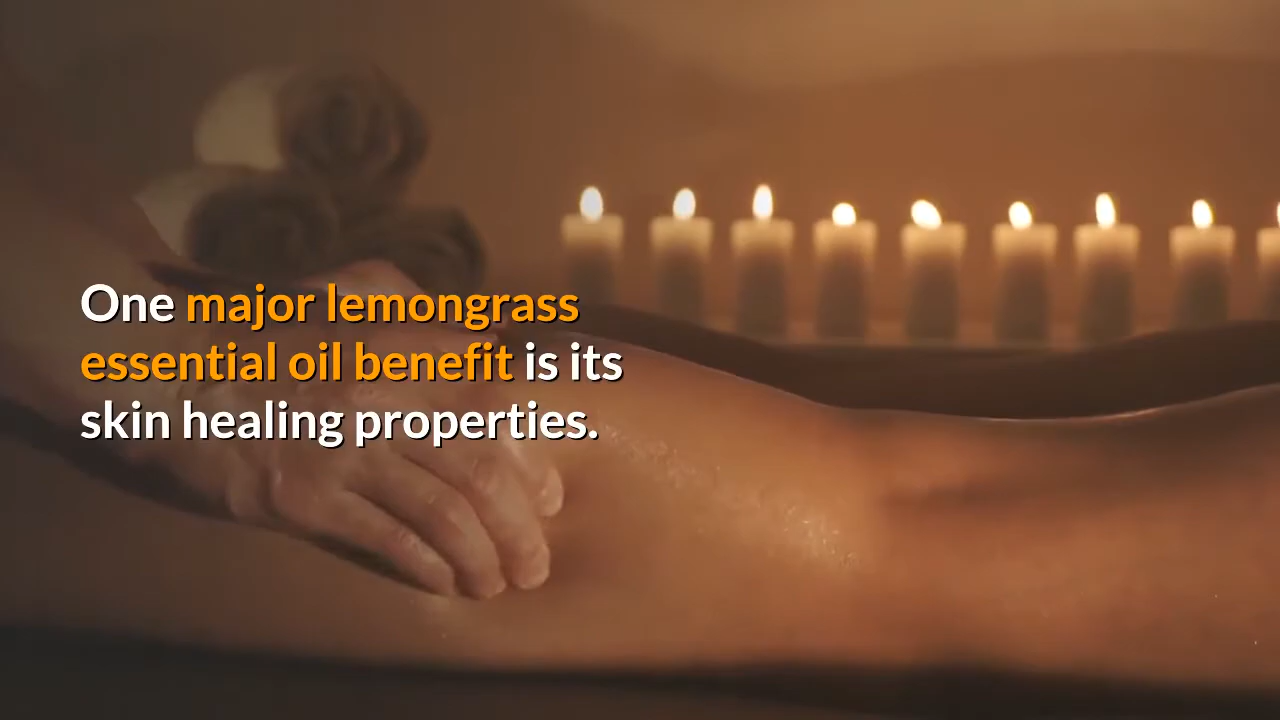 One major lemongrass
essential oil benefit is its
skin healing properties.